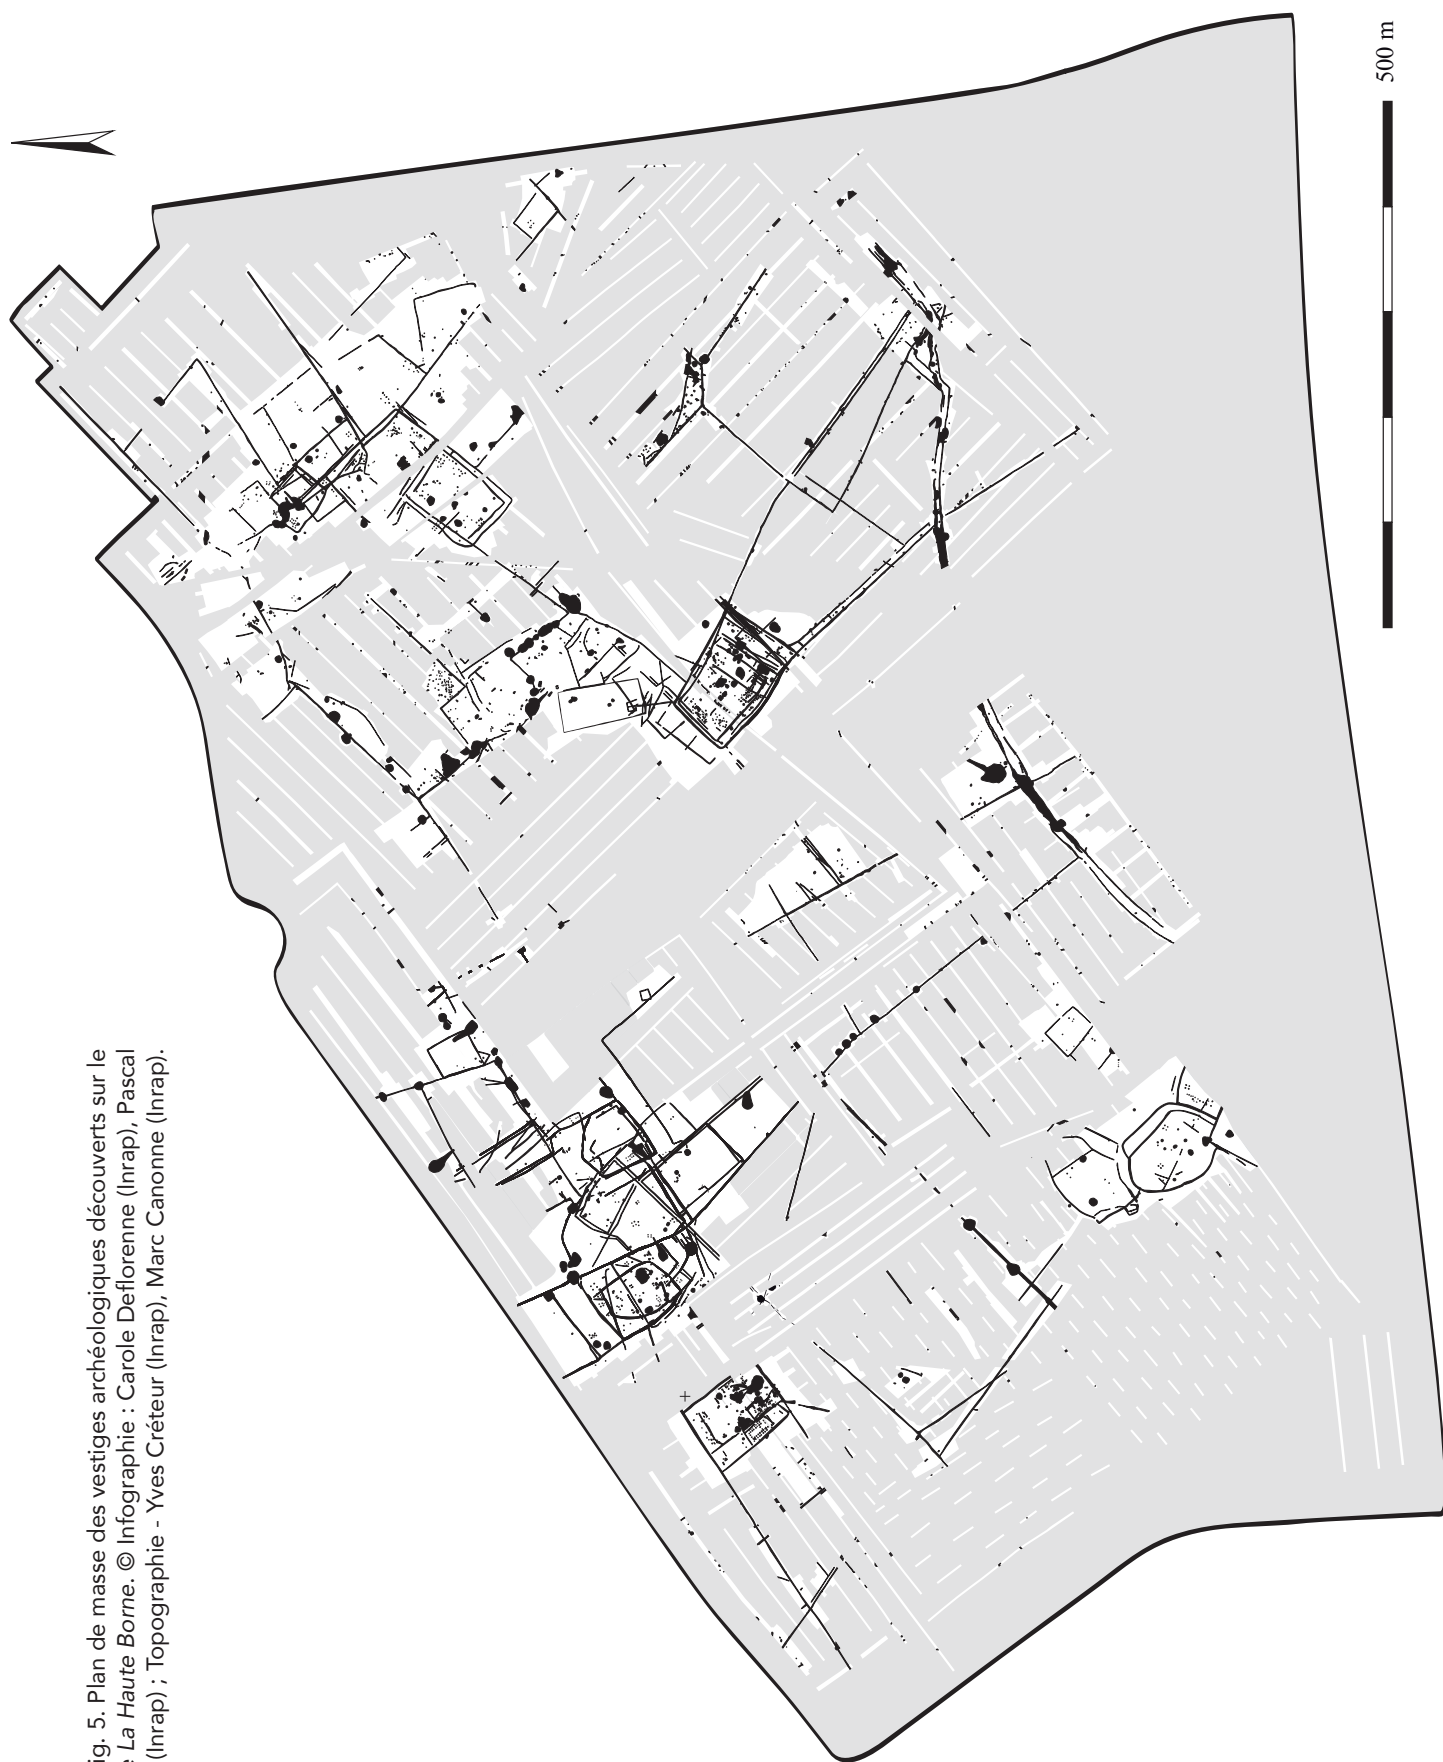 ig. 5. Plan de masse des vestiges archéologiques découverts sur le
e La Haute Borne. © Infographie : Carole Deflorenne (Inrap), Pascal
(Inrap) ; Topographie - Yves Créteur (Inrap), Marc Canonne (Inrap).
500 m